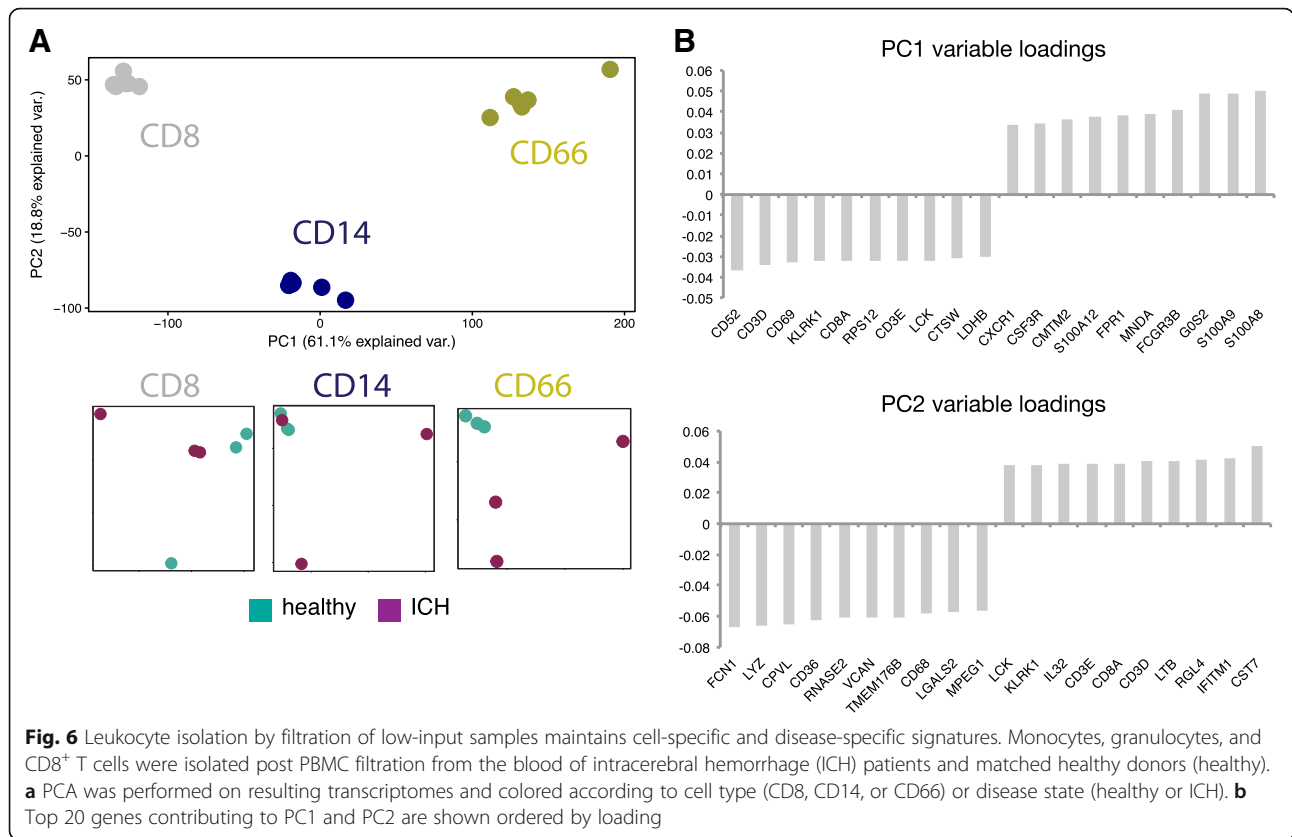 A
PC2 (18.8% explained var.)
50
0
−50
−100
CD8
CD66
CD14
−100
0
100
200
PC1 (61.1% explained var.)
CD8
CD14
CD66
healthy
ICH
B
PC1 variable loadings
0.06
0.05
0.04
0.03
0.02
0.01
0
-0.01
-0.02
-0.03
-0.04
-0.05
CD52
CD3D
CD69
KLRK1
CD8A
RPS12
CD3E
LCK
CTSW
LDHB
CXCR1
CSF3R
CMTM2
S100A12
FPR1
MNDA
FCGR3B
G0S2
S100A9
S100A8
PC2 variable loadings
0.06
0.04
0.02
0
-0.02
-0.04
-0.06
-0.08
FCN1
LYZ
CPVL
CD36
RNASE2
VCAN
TMEM176B
CD68
LGALS2
MPEG1
LCK
KLRK1
IL32
CD3E
CD8A
CD3D
LTB
RGL4
IFITM1
CST7
Fig. 6 Leukocyte isolation by filtration of low-input samples maintains cell-specific and disease-specific signatures. Monocytes, granulocytes, and
CD8⁺ T cells were isolated post PBMC filtration from the blood of intracerebral hemorrhage (ICH) patients and matched healthy donors (healthy).
a PCA was performed on resulting transcriptomes and colored according to cell type (CD8, CD14, or CD66) or disease state (healthy or ICH). b
Top 20 genes contributing to PC1 and PC2 are shown ordered by loading